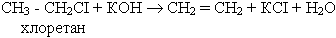 CH₃ - CH₂Cl + KOH → CH₂ = CH₂ + KCl + H₂O
хлоретан